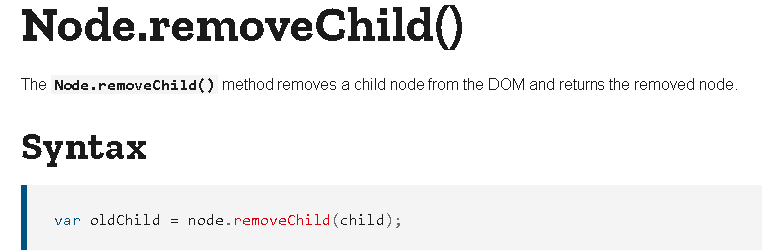 Node.removeChild()
The Node.removeChild() method removes a child node from the DOM and returns the removed node.
Syntax
var oldChild = node.removeChild(child);